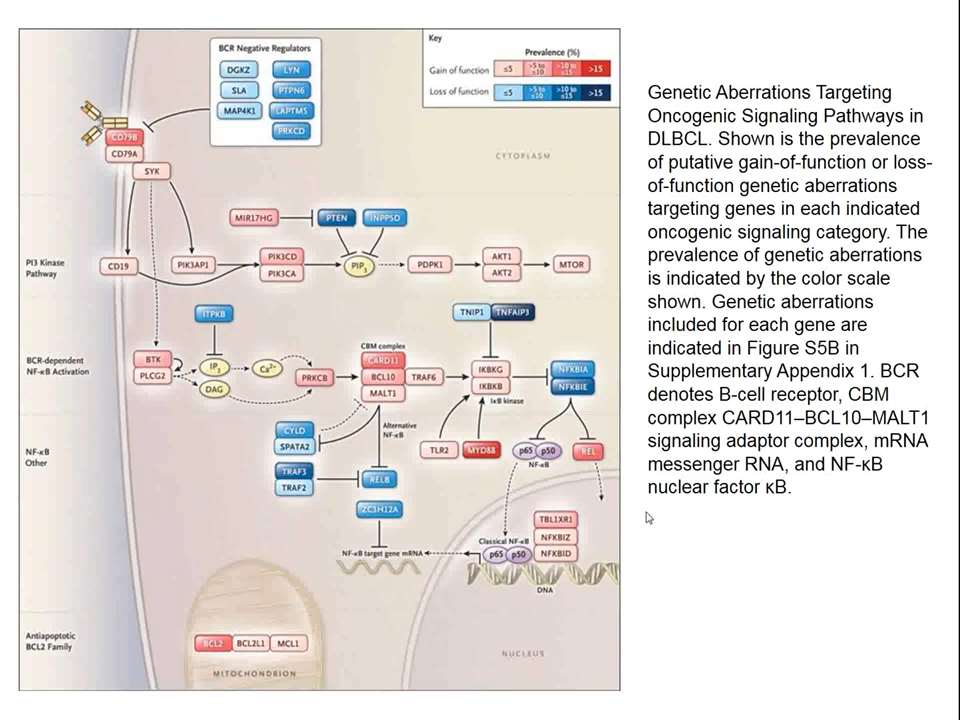 BCR Negative Regulators
DGKZ LYN
SLA PTPN6
MAP4K1 LAPTM5
PRKCD
Key
Prevalence (%)
Gain of function ≤5 >5 to ≤10 >10 to ≤15 >15
Loss of function ≤5 >5 to ≤10 >10 to ≤15 >15
CD79B
CD79A
SYK
CYTOPLASM
MIR17HG PTEN INPP5D
PI3 Kinase
Pathway
CD19 PIK3AP1
PIK3CD
PIK3CA
PIP3 PDPK1
AKT1
AKT2
MTOR
ITPKB
TNIP1 TNFAIP3
BCR-dependent
NF-κB Activation
BTK
PLCG2
IP3
DAG
Ca2+
PRKCB
CBM complex
CARD11
BCL10
MALT1
TRAF6
IKBKG
IKBKB
IκB kinase
NFKBIA
NFKBIE
Alternative
NF-κB
NF-κB
Other
CYLD
SPATA2
TRAF3
TRAF2
RELB
TLR2 MYD88
p65 p50
NF-κB
REL
ZC3H12A
NF-κB target gene mRNA
Classical NF-κB
p65 p50
TBL1XR1
NFKBIZ
NFKBID
DNA
Antiapoptotic
BCL2 Family
BCL2 BCL2L1 MCL1
MITOCHONDRION
NUCLEUS
Genetic Aberrations Targeting
Oncogenic Signaling Pathways in
DLBCL. Shown is the prevalence
of putative gain-of-function or loss-
of-function genetic aberrations
targeting genes in each indicated
oncogenic signaling category. The
prevalence of genetic aberrations
is indicated by the color scale
shown. Genetic aberrations
included for each gene are
indicated in Figure S5B in
Supplementary Appendix 1. BCR
denotes B-cell receptor, CBM
complex CARD11–BCL10–MALT1
signaling adaptor complex, mRNA
messenger RNA, and NF-κB
nuclear factor κB.